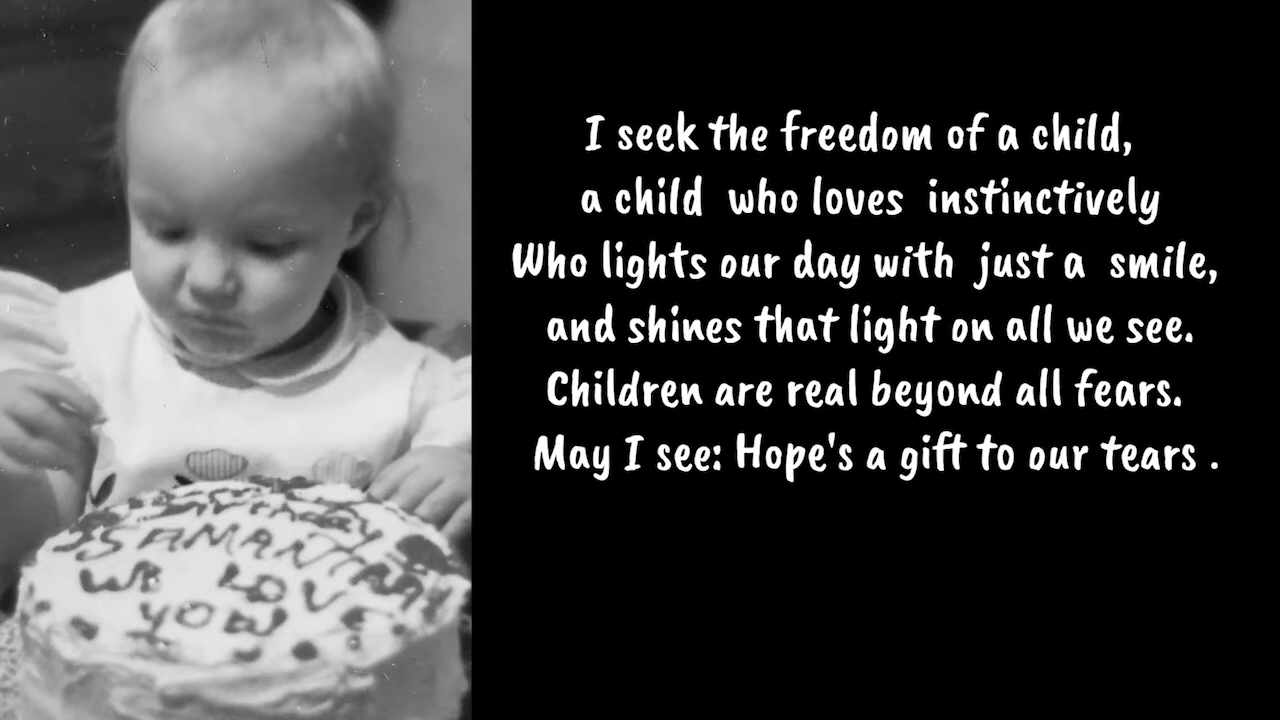 I seek the freedom of a child,
a child who loves instinctively
Who lights our day with just a smile,
and shines that light on all we see.
Children are real beyond all fears.
May I see: Hope's a gift to our tears .
Birthday
SAMANTHA
WE LOVE
YOU